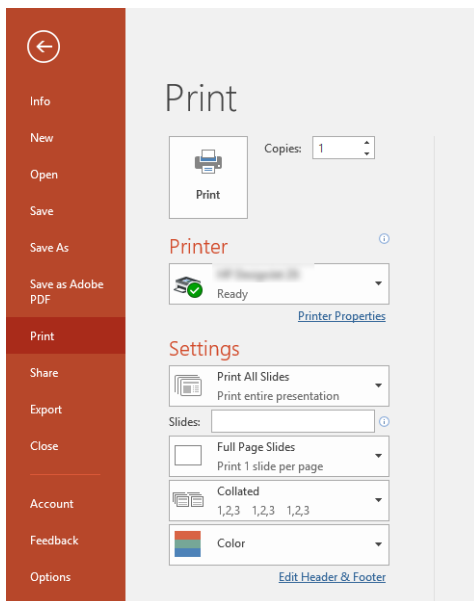 Info
New
Open
Save
Save As
Save as Adobe
PDF
Print
Share
Export
Close
Account
Feedback
Options
Print
Copies: 1
Print
Printer
Ready
Printer Properties
Settings
Print All Slides
Print entire presentation
Slides:
Full Page Slides
Print 1 slide per page
Collated
1,2,3 1,2,3 1,2,3
Color
Edit Header & Footer